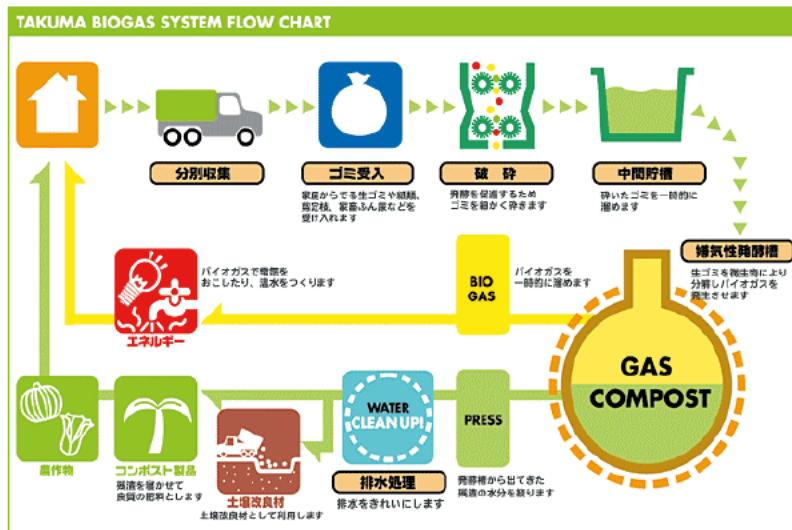 TAKUMA BIOGAS SYSTEM FLOW CHART
分別収集
ゴミ受入
家庭からでる生ゴミや紙類、
剪定枝、家畜ふん尿などを
受け入れます
破 砕
発酵を促進するため
ゴミを細かく砕きます
中間貯槽
砕いたゴミを一時的に
溜めます
嫌気性発酵槽
生ゴミを微生物により
分解しバイオガスを
発生させます
バイオガスで電気を
おこしたり、温水をつくります
エネルギー
BIO
GAS
バイオガスを
一時的に溜めます
GAS
COMPOST
農作物
コンポスト製品
残渣を寝かせて
良質の肥料とします
土壌改良材
土壌改良材として利用します
WATER
CLEAN UP!
排水処理
排水をきれいにします
PRESS
発酵槽から出てきた
残渣の水分を絞ります